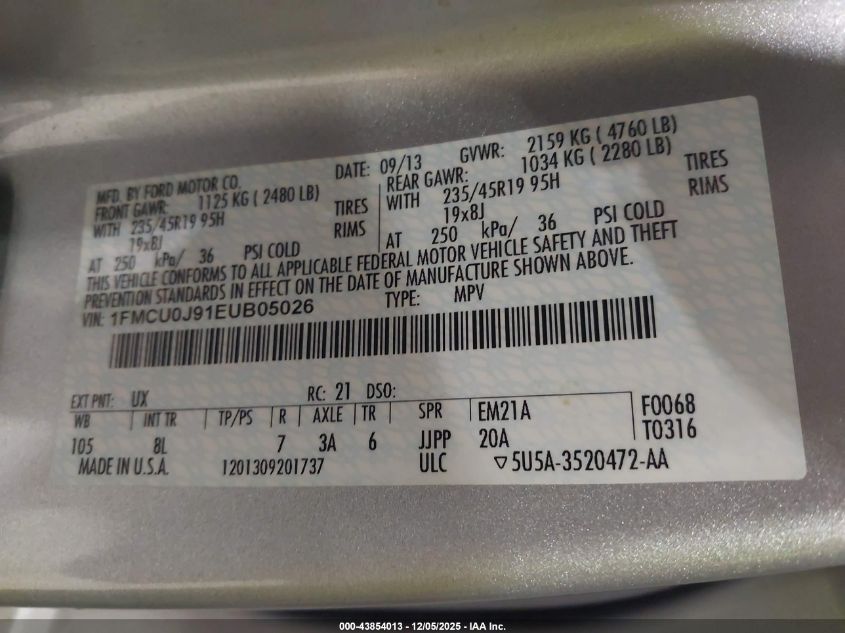 MFD. BY FORD MOTOR CO.
DATE: 09/13 GVWR: 2159 KG ( 4760 LB)
FRONT GAWR: 1125 KG ( 2480 LB)
WITH 235/45R19 95H TIRES
19x8J RIMS
AT 250 kPa/ 36 PSI COLD
REAR GAWR: 1034 KG ( 2280 LB)
WITH 235/45R19 95H TIRES
19x8J RIMS
AT 250 kPa/ 36 PSI COLD
THIS VEHICLE CONFORMS TO ALL APPLICABLE FEDERAL MOTOR VEHICLE SAFETY AND THEFT
PREVENTION STANDARDS IN EFFECT ON THE DATE OF MANUFACTURE SHOWN ABOVE.
VIN: 1FMCU0J91EUB05026 TYPE: MPV
EXT PNT: UX RC: 21 DSO:
WB INT TR TP/PS R AXLE TR SPR EM21A F0068
105 8L 7 3A 6 JJPP 20A T0316
MADE IN U.S.A. 1201309201737 ULC ▽5U5A-3520472-AA
000-43854013 - 12/05/2025 - IAA Inc.